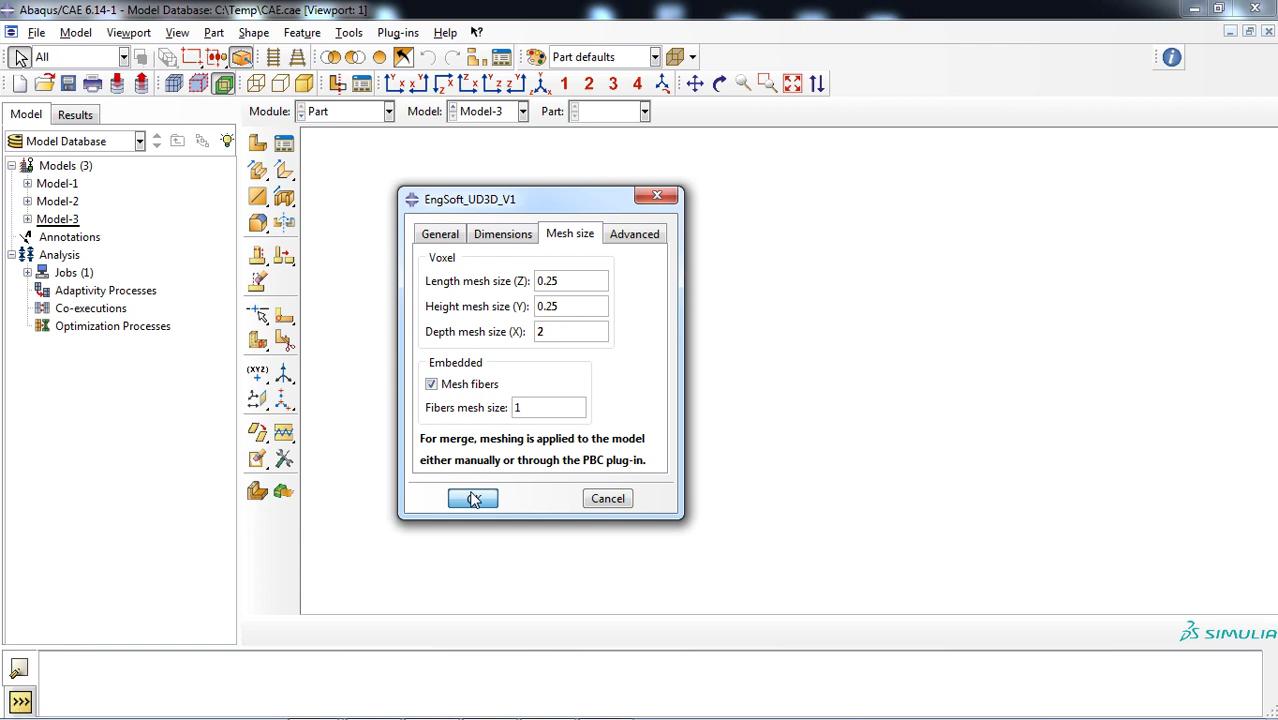 Abaqus/CAE 6.14-1 - Model Database: C:\Temp\CAE.cae [Viewport: 1]
File Model Viewport View Part Shape Feature Tools Plug-ins Help
All
Part defaults
1 2 3 4
Model Results
Module: Part Model: Model-3 Part:
Model Database
Models (3)
Model-1
Model-2
Model-3
Annotations
Analysis
Jobs (1)
Adaptivity Processes
Co-executions
Optimization Processes
(XYZ)
EngSoft_UD3D_V1
General Dimensions Mesh size Advanced
Voxel
Length mesh size (Z): 0.25
Height mesh size (Y): 0.25
Depth mesh size (X): 2
Embedded
Mesh fibers
Fibers mesh size: 1
For merge, meshing is applied to the model
either manually or through the PBC plug-in.
OK Cancel
SIMULIA
>>>